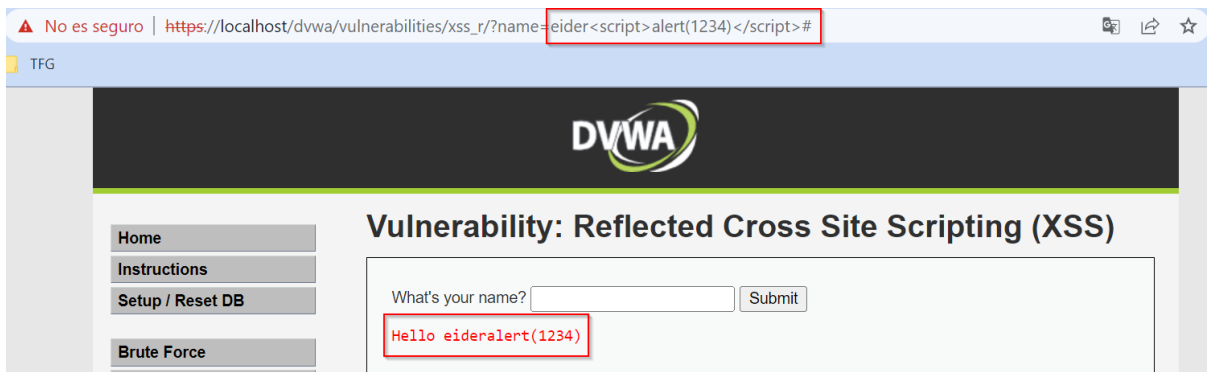 No es seguro | https://localhost/dvwa/vulnerabilities/xss_r/?name=eider<script>alert(1234)</script>#
TFG
DVWA
Vulnerability: Reflected Cross Site Scripting (XSS)
Home
Instructions
Setup / Reset DB
Brute Force
What's your name? Submit
Hello eideralert(1234)